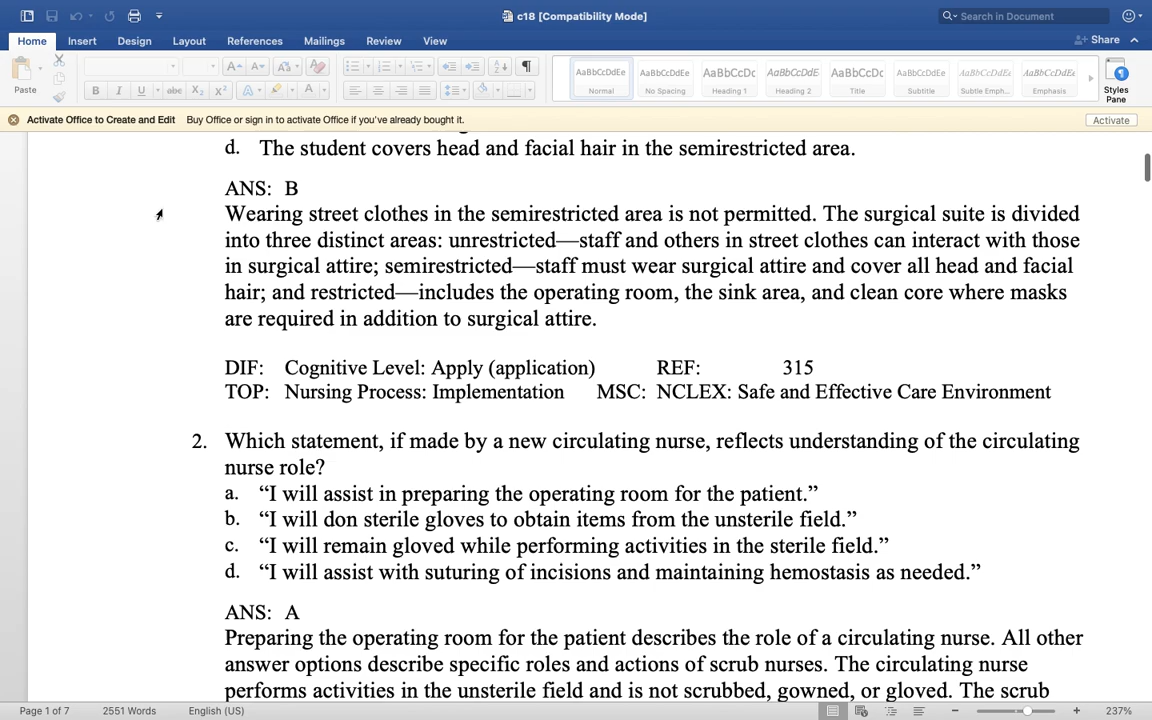 c18 [Compatibility Mode]
Search in Document
Home Insert Design Layout References Mailings Review View
Share
Paste
B I U abc X2 X2 A A
AaBbCcDdEe AaBbCcDdEe AaBbCcDc AaBbCcDdE AaBbCcDc AaBbCcDdEe AaBbCcDdEe AaBbCcDdEe
Normal No Spacing Heading 1 Heading 2 Title Subtitle Subtle Emph... Emphasis
Styles
Pane
Activate Office to Create and Edit Buy Office or sign in to activate Office if you've already bought it. Activate
d. The student covers head and facial hair in the semirestricted area.
ANS: B
Wearing street clothes in the semirestricted area is not permitted. The surgical suite is divided
into three distinct areas: unrestricted—staff and others in street clothes can interact with those
in surgical attire; semirestricted—staff must wear surgical attire and cover all head and facial
hair; and restricted—includes the operating room, the sink area, and clean core where masks
are required in addition to surgical attire.
DIF: Cognitive Level: Apply (application) REF: 315
TOP: Nursing Process: Implementation MSC: NCLEX: Safe and Effective Care Environment
2. Which statement, if made by a new circulating nurse, reflects understanding of the circulating
nurse role?
a. “I will assist in preparing the operating room for the patient.”
b. “I will don sterile gloves to obtain items from the unsterile field.”
c. “I will remain gloved while performing activities in the sterile field.”
d. “I will assist with suturing of incisions and maintaining hemostasis as needed.”
ANS: A
Preparing the operating room for the patient describes the role of a circulating nurse. All other
answer options describe specific roles and actions of scrub nurses. The circulating nurse
performs activities in the unsterile field and is not scrubbed, gowned, or gloved. The scrub
Page 1 of 7 2551 Words English (US) 237%